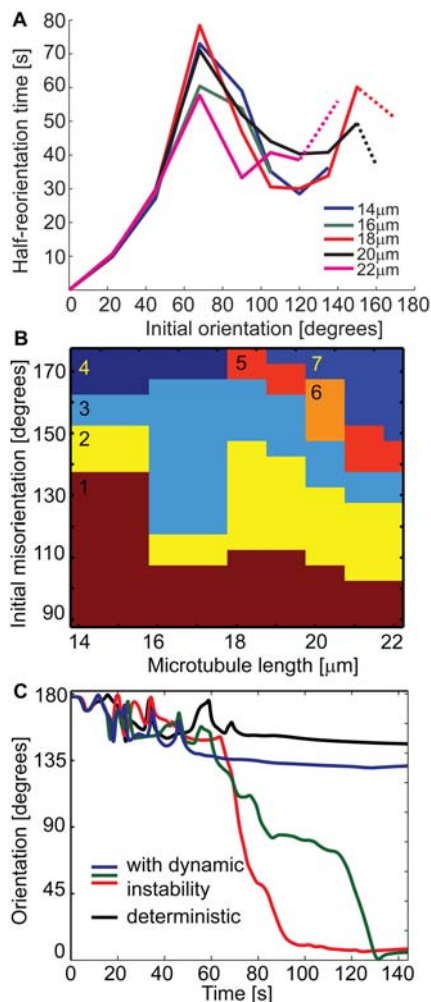 A
Half-reorientation time [s]
80
70
60
50
40
30
20
10
0 20 40 60 80 100 120 140 160 180
Initial orientation [degrees]
14μm
16μm
18μm
20μm
22μm
B
Initial misorientation [degrees]
170
150
130
110
90
4 5 7
3 6
2
1
14 16 18 20 22
Microtubule length [μm]
C
Orientation [degrees]
180
135
90
45
0
with dynamic
instability
deterministic
0 20 40 60 80 100 120 140
Time [s]